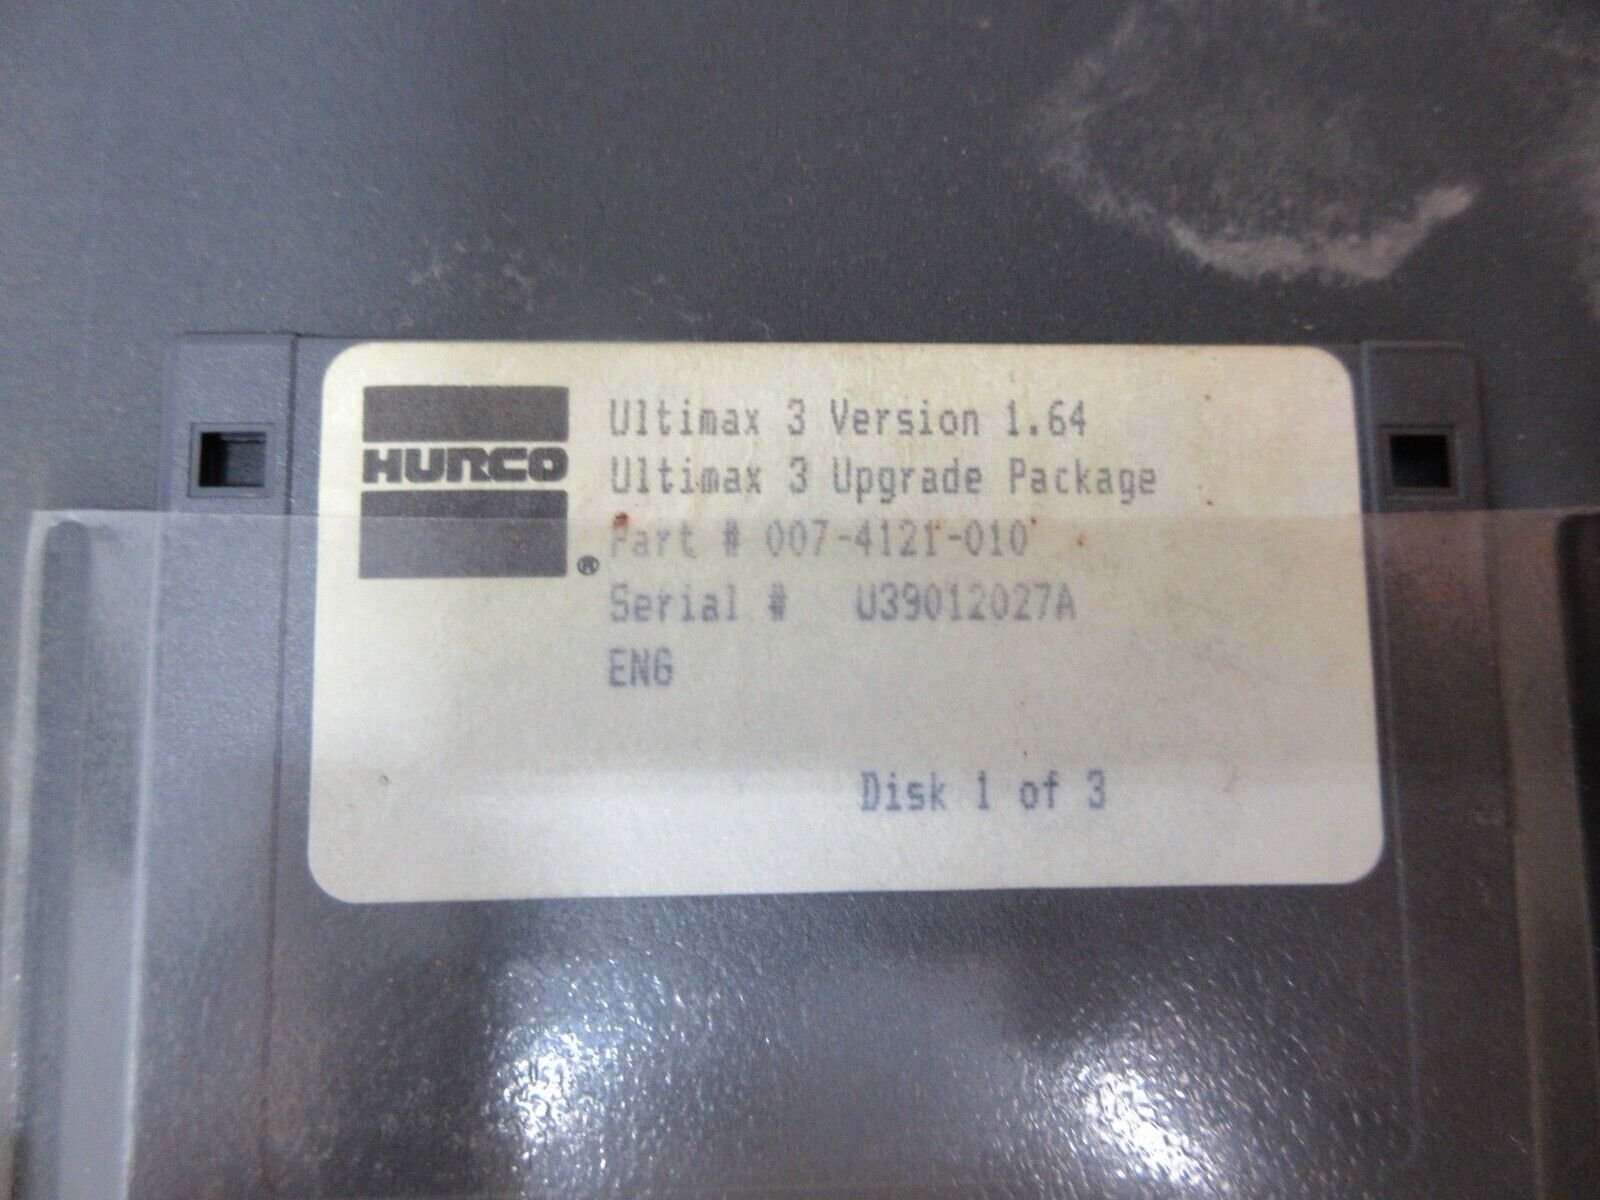 HURCO ®
Ultimax 3 Version 1.64
Ultimax 3 Upgrade Package
Part # 007-4121-010
Serial # U39012027A
ENG
Disk 1 of 3